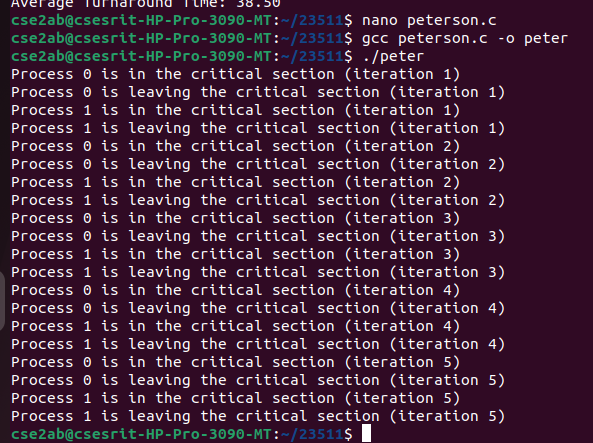 Average Turnaround Time: 38.50
cse2ab@csesrit-HP-Pro-3090-MT:~/23511$ nano peterson.c
cse2ab@csesrit-HP-Pro-3090-MT:~/23511$ gcc peterson.c -o peter
cse2ab@csesrit-HP-Pro-3090-MT:~/23511$ ./peter
Process 0 is in the critical section (iteration 1)
Process 0 is leaving the critical section (iteration 1)
Process 1 is in the critical section (iteration 1)
Process 1 is leaving the critical section (iteration 1)
Process 0 is in the critical section (iteration 2)
Process 0 is leaving the critical section (iteration 2)
Process 1 is in the critical section (iteration 2)
Process 1 is leaving the critical section (iteration 2)
Process 0 is in the critical section (iteration 3)
Process 0 is leaving the critical section (iteration 3)
Process 1 is in the critical section (iteration 3)
Process 1 is leaving the critical section (iteration 3)
Process 0 is in the critical section (iteration 4)
Process 0 is leaving the critical section (iteration 4)
Process 1 is in the critical section (iteration 4)
Process 1 is leaving the critical section (iteration 4)
Process 0 is in the critical section (iteration 5)
Process 0 is leaving the critical section (iteration 5)
Process 1 is in the critical section (iteration 5)
Process 1 is leaving the critical section (iteration 5)
cse2ab@csesrit-HP-Pro-3090-MT:~/23511$